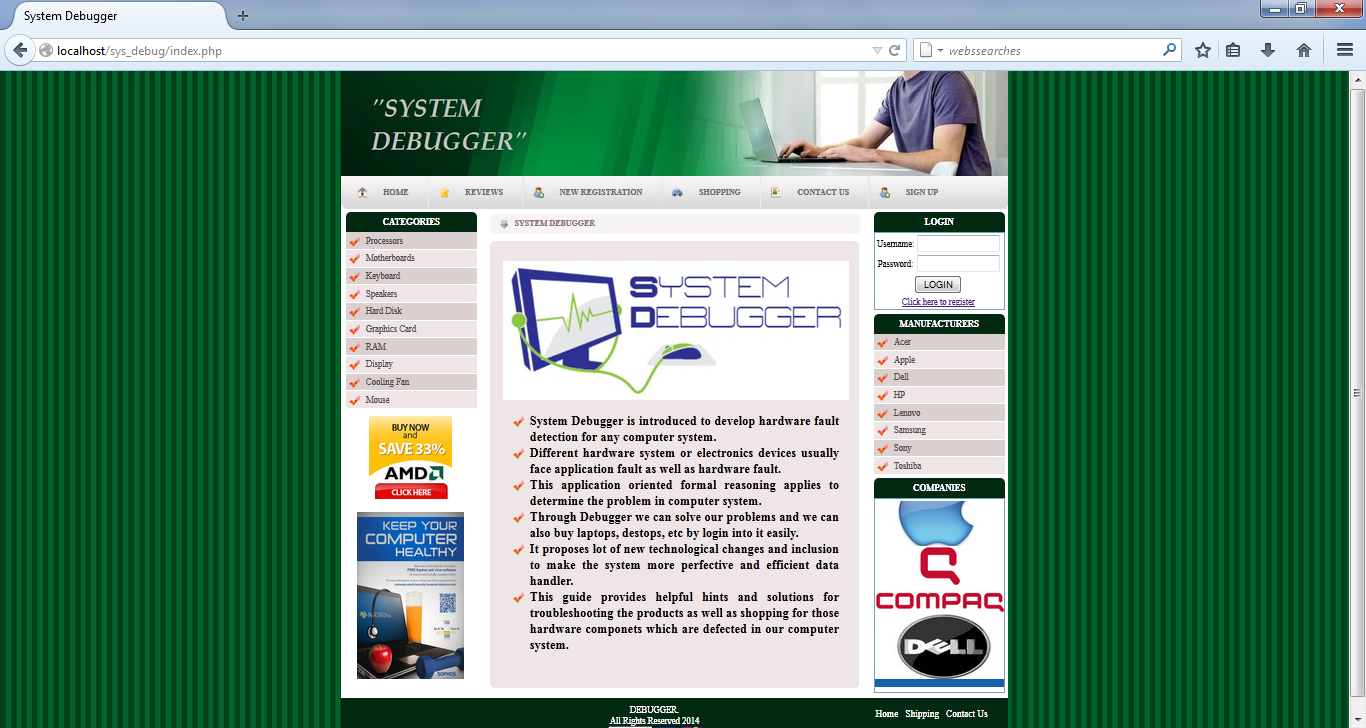 System Debugger
localhost/sys_debug/index.php
webssearches
"SYSTEM
DEBUGGER"
HOME
REVIEWS
NEW REGISTRATION
SHOPPING
CONTACT US
SIGN UP
CATEGORIES
Processors
Motherboards
Keyboard
Speakers
Hard Disk
Graphics Card
RAM
Display
Cooling Fan
Mouse
BUY NOW
and
SAVE 33%
AMD
CLICK HERE
KEEP YOUR
COMPUTER
HEALTHY
SOPHOS
SYSTEM DEBUGGER
SYSTEM
DEBUGGER
System Debugger is introduced to develop hardware fault
detection for any computer system.
Different hardware system or electronics devices usually
face application fault as well as hardware fault.
This application oriented formal reasoning applies to
determine the problem in computer system.
Through Debugger we can solve our problems and we can
also buy laptops, destops, etc by login into it easily.
It proposes lot of new technological changes and inclusion
to make the system more perfective and efficient data
handler.
This guide provides helpful hints and solutions for
troubleshooting the products as well as shopping for those
hardware componets which are defected in our computer
system.
LOGIN
Username:
Password:
LOGIN
Click here to register
MANUFACTURERS
Acer
Apple
Dell
HP
Lenovo
Samsung
Sony
Toshiba
COMPANIES
COMPAQ
DELL
DEBUGGER.
All Rights Reserved 2014
Home Shipping Contact Us